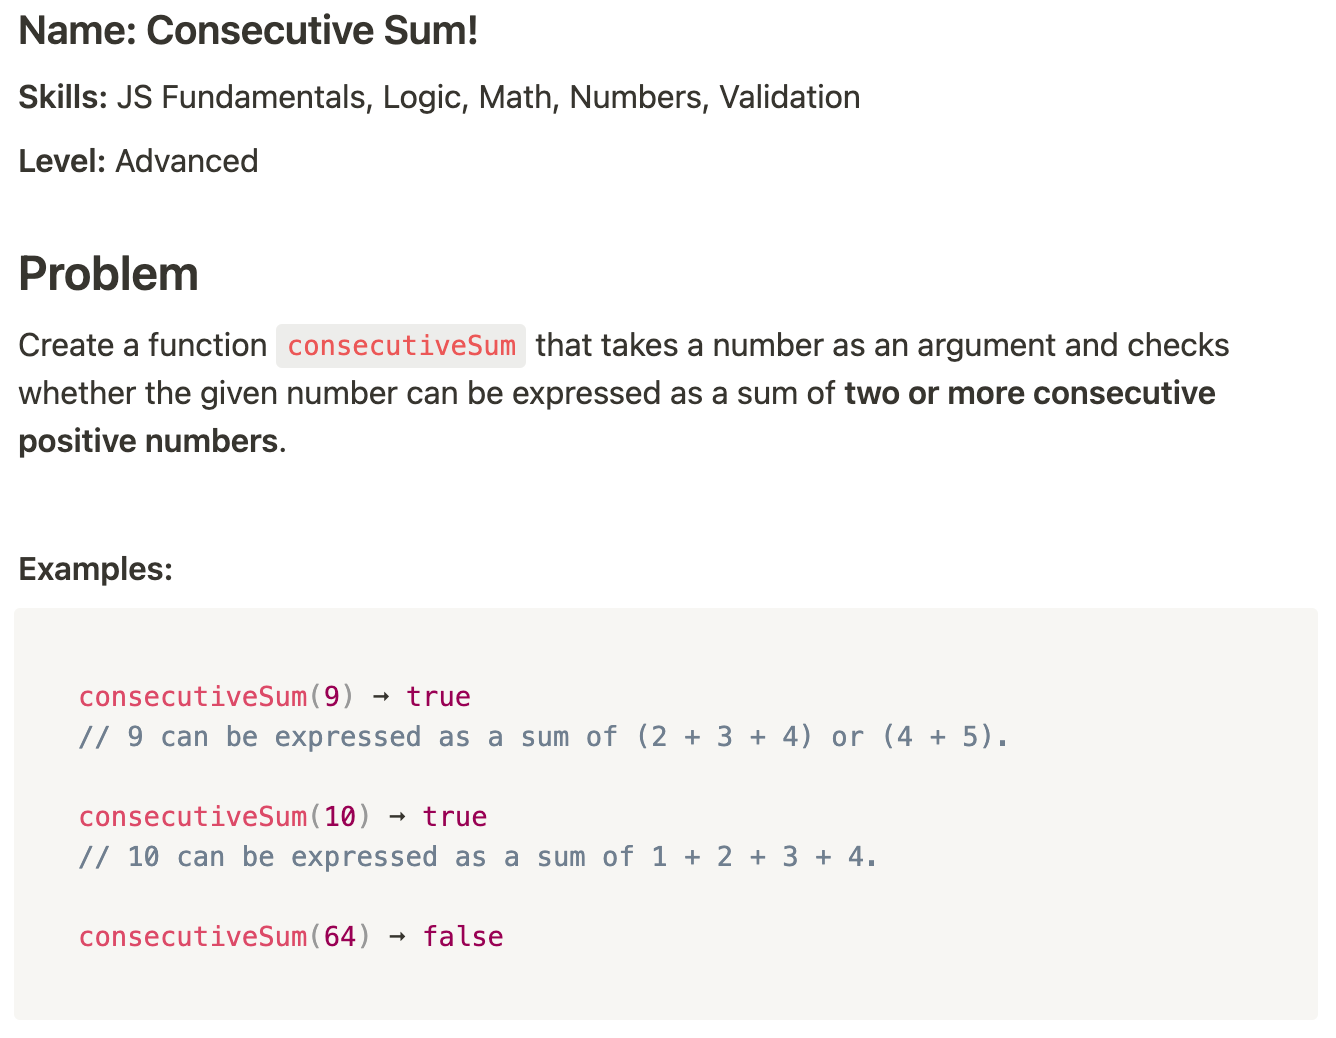 Name: Consecutive Sum!
Skills: JS Fundamentals, Logic, Math, Numbers, Validation
Level: Advanced
Problem
Create a function consecutiveSum that takes a number as an argument and checks
whether the given number can be expressed as a sum of two or more consecutive
positive numbers.
Examples:
consecutiveSum(9) → true
// 9 can be expressed as a sum of (2 + 3 + 4) or (4 + 5).
consecutiveSum(10) → true
// 10 can be expressed as a sum of 1 + 2 + 3 + 4.
consecutiveSum(64) → false